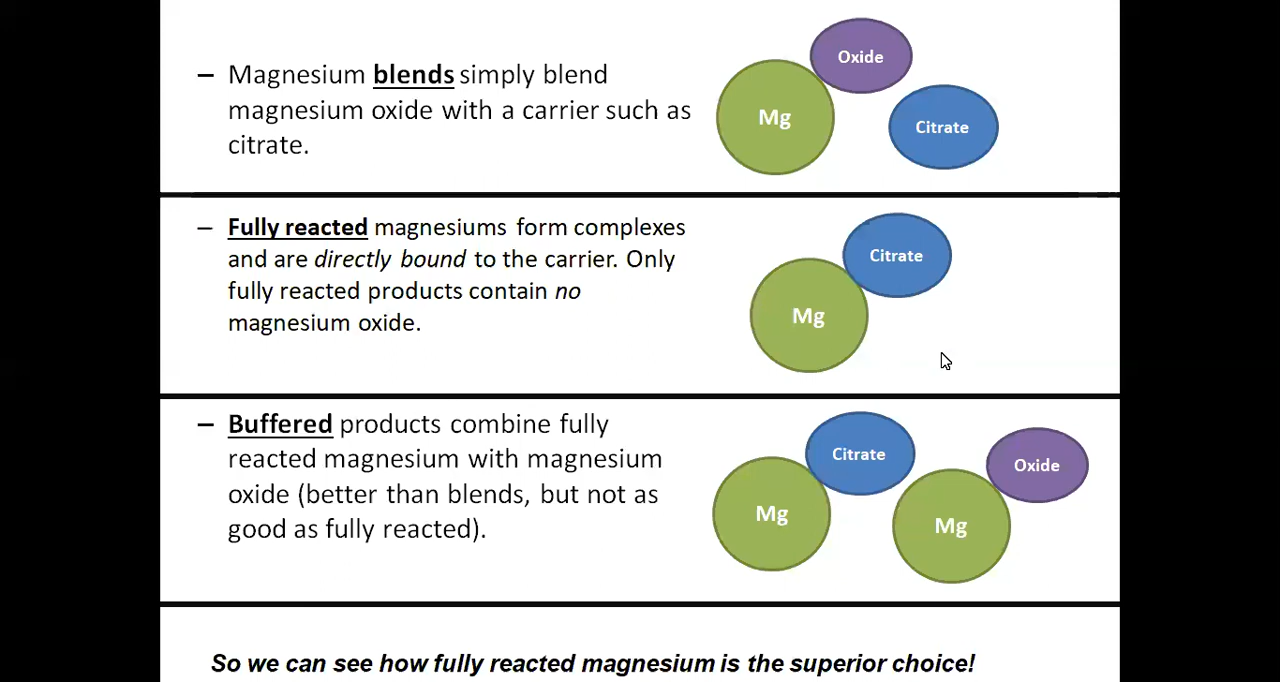 – Magnesium blends simply blend
magnesium oxide with a carrier such as
citrate.
Oxide
Mg
Citrate
– Fully reacted magnesiums form complexes
and are directly bound to the carrier. Only
fully reacted products contain no
magnesium oxide.
Citrate
Mg
– Buffered products combine fully
reacted magnesium with magnesium
oxide (better than blends, but not as
good as fully reacted).
Citrate
Oxide
Mg
Mg
So we can see how fully reacted magnesium is the superior choice!